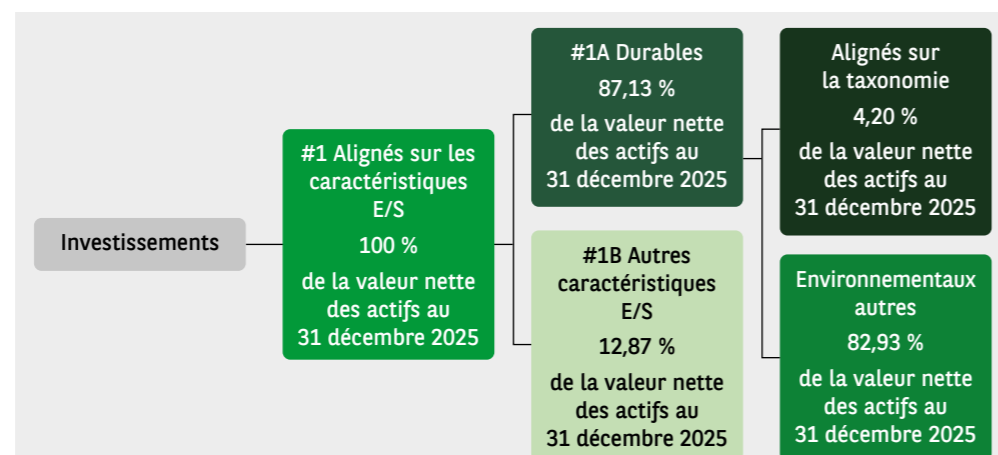 Investissements
#1 Alignés sur les
caractéristiques
E/S
100 %
de la valeur nette
des actifs au
31 décembre 2025
#1A Durables
87,13 %
de la valeur nette
des actifs au
31 décembre 2025
#1B Autres
caractéristiques
E/S
12,87 %
de la valeur nette
des actifs au
31 décembre 2025
Alignés sur
la taxonomie
4,20 %
de la valeur nette
des actifs au
31 décembre 2025
Environnementaux
autres
82,93 %
de la valeur nette
des actifs au
31 décembre 2025